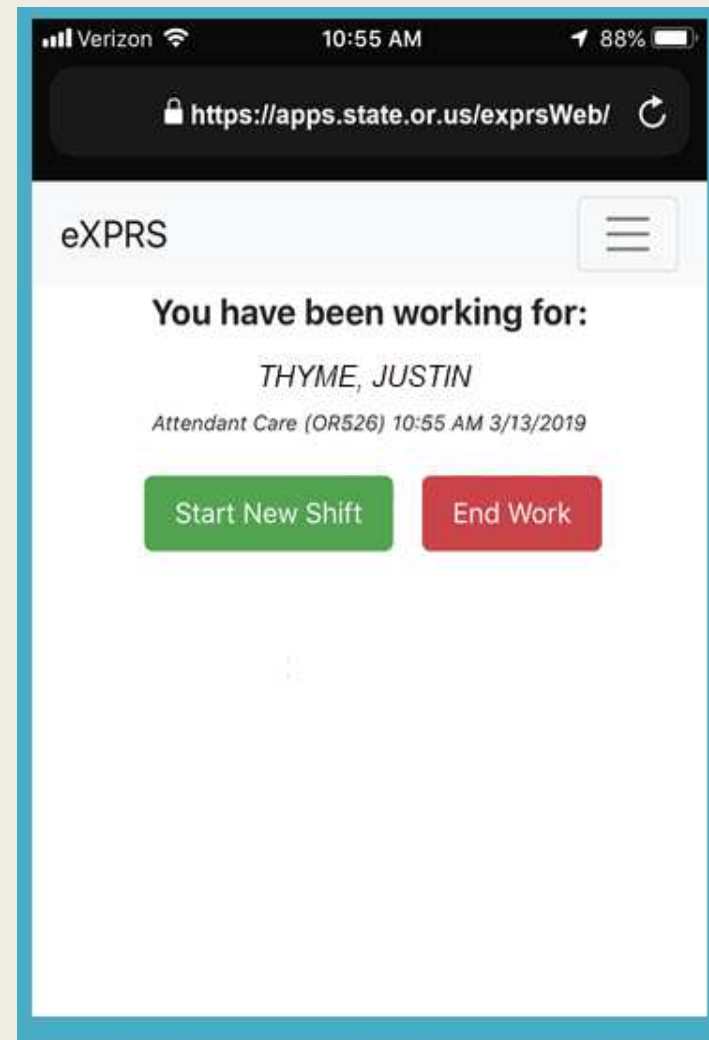 Verizon 10:55 AM 88%
https://apps.state.or.us/exprsWeb/
eXPRS
You have been working for:
THYME, JUSTIN
Attendant Care (OR526) 10:55 AM 3/13/2019
Start New Shift End Work